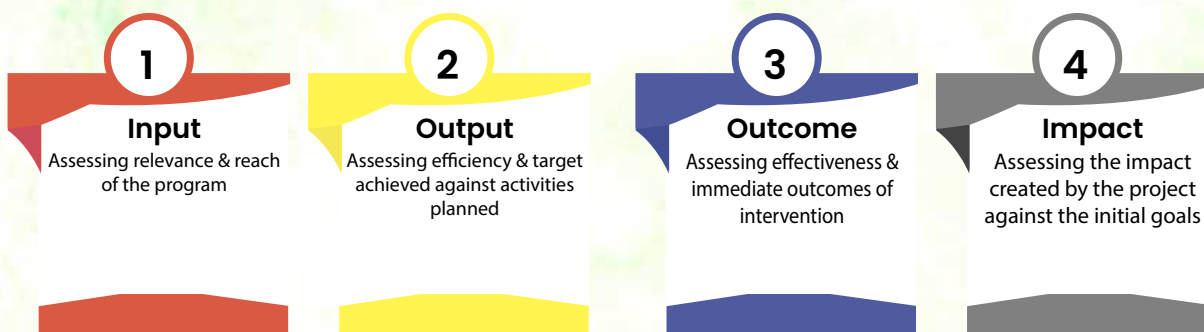 1
Input
Assessing relevance & reach
of the program
2
Output
Assessing efficiency & target
achieved against activities
planned
3
Outcome
Assessing effectiveness &
immediate outcomes of
intervention
4
Impact
Assessing the impact
created by the project
against the initial goals